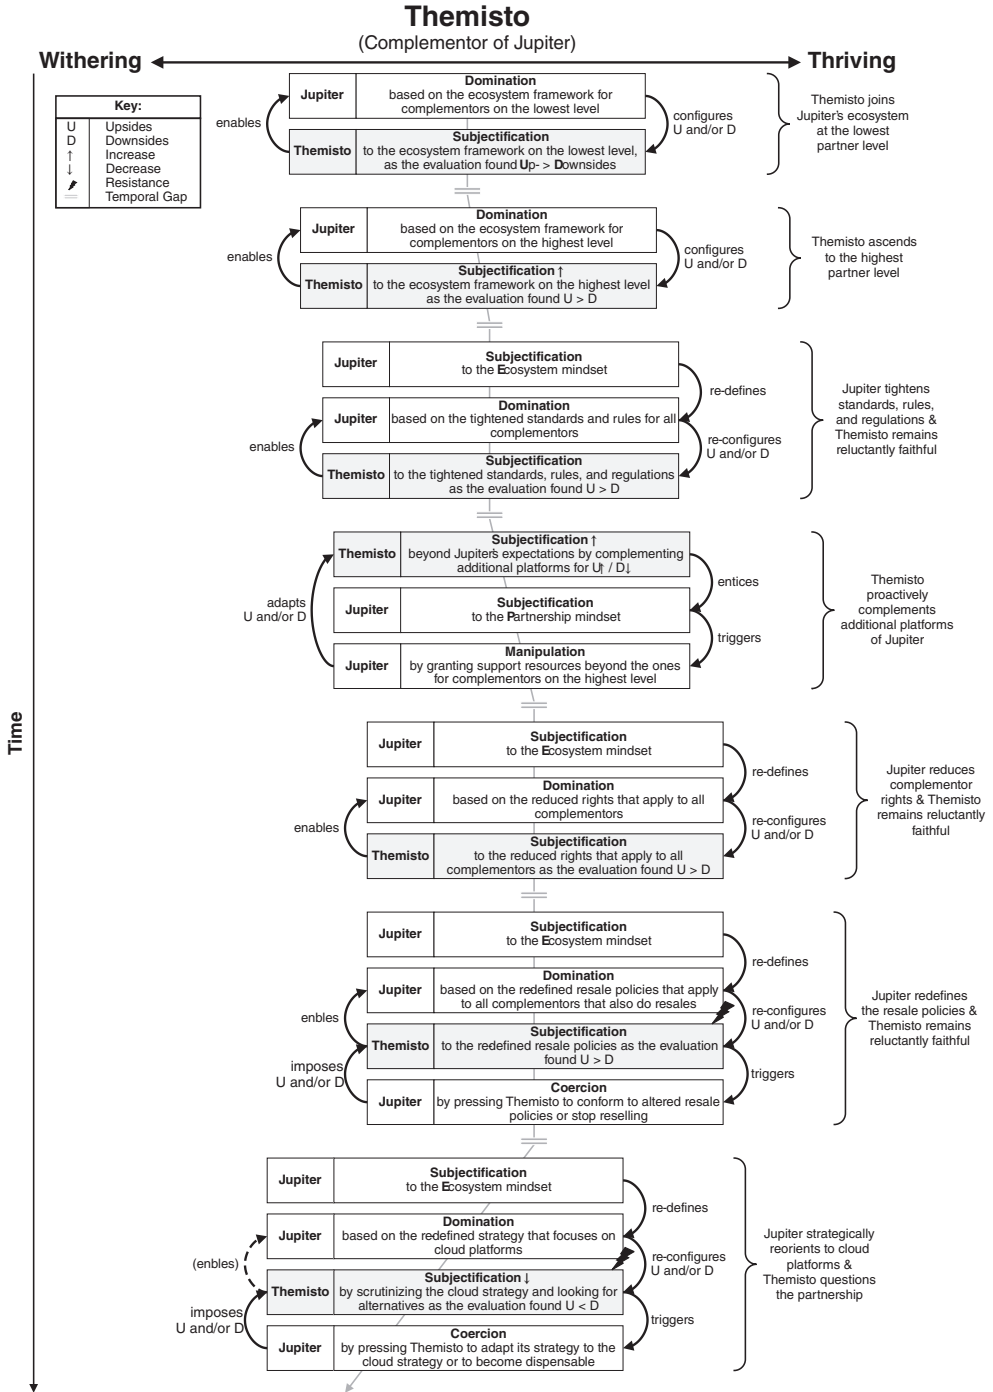 Themisto
(Complementor of Jupiter)
Withering
Thriving
Key:
U Upsides
D Downsides
↑ Increase
↓ Decrease
Resistance
Temporal Gap
Time
Jupiter
Domination
based on the ecosystem framework for
complementors on the lowest level
enables
configures
U and/or D
Themisto
Subjectification
to the ecosystem framework on the lowest level,
as the evaluation found Up- > Downsides
Themisto joins
Jupiter's ecosystem
at the lowest
partner level
Jupiter
Domination
based on the ecosystem framework for
complementors on the highest level
enables
configures
U and/or D
Themisto
Subjectification ↑
to the ecosystem framework on the highest level
as the evaluation found U > D
Themisto ascends
to the highest
partner level
Jupiter
Subjectification
to the Ecosystem mindset
re-defines
Jupiter
Domination
based on the tightened standards and rules for all
complementors
enables
re-configures
U and/or D
Themisto
Subjectification
to the tightened standards, rules, and regulations
as the evaluation found U > D
Jupiter tightens
standards, rules,
and regulations &
Themisto remains
reluctantly faithful
Themisto
Subjectification ↑
beyond Jupiter's expectations by complementing
additional platforms for U↑ / D↓
entices
adapts
U and/or D
Jupiter
Subjectification
to the Partnership mindset
triggers
Jupiter
Manipulation
by granting support resources beyond the ones
for complementors on the highest level
Themisto
proactively
complements
additional platforms
of Jupiter
Jupiter
Subjectification
to the Ecosystem mindset
re-defines
Jupiter
Domination
based on the reduced rights that apply to all
complementors
enables
re-configures
U and/or D
Themisto
Subjectification
to the reduced rights that apply to all
complementors as the evaluation found U > D
Jupiter reduces
complementor
rights & Themisto
remains reluctantly
faithful
Jupiter
Subjectification
to the Ecosystem mindset
re-defines
Jupiter
Domination
based on the redefined resale policies that apply
to all complementors that also do resales
enbles
re-configures
U and/or D
Themisto
Subjectification
to the redefined resale policies as the evaluation
found U > D
imposes
U and/or D
triggers
Jupiter
Coercion
by pressing Themisto to conform to altered resale
policies or stop reselling
Jupiter redefines
the resale policies &
Themisto remains
reluctantly faithful
Jupiter
Subjectification
to the Ecosystem mindset
re-defines
Jupiter
Domination
based on the redefined strategy that focuses on
cloud platforms
(enbles)
re-configures
U and/or D
Themisto
Subjectification ↓
by scrutinizing the cloud strategy and looking for
alternatives as the evaluation found U < D
imposes
U and/or D
triggers
Jupiter
Coercion
by pressing Themisto to adapt its strategy to the
cloud strategy or to become dispensable
Jupiter strategically
reorients to cloud
platforms &
Themisto questions
the partnership